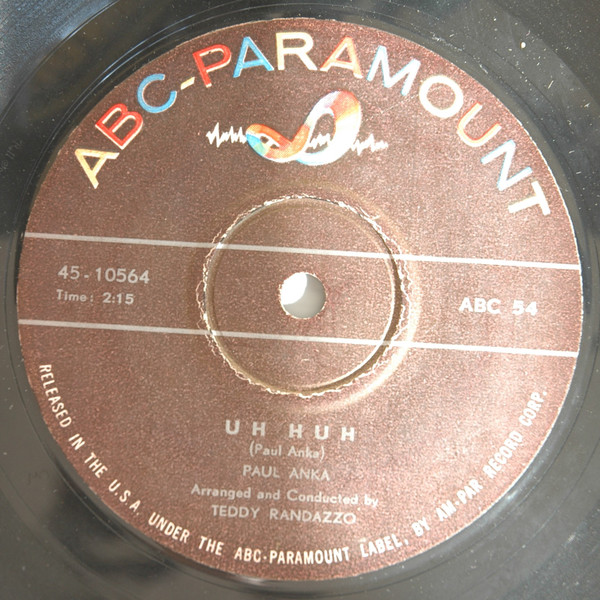 ABC-PARAMOUNT
45-10564
Time: 2:15
ABC 54
UH HUH
(Paul Anka)
PAUL ANKA
Arranged and Conducted by
TEDDY RANDAZZO
RELEASED IN THE U.S.A. UNDER THE ABC-PARAMOUNT LABEL, BY AM-PAR RECORD CORP.